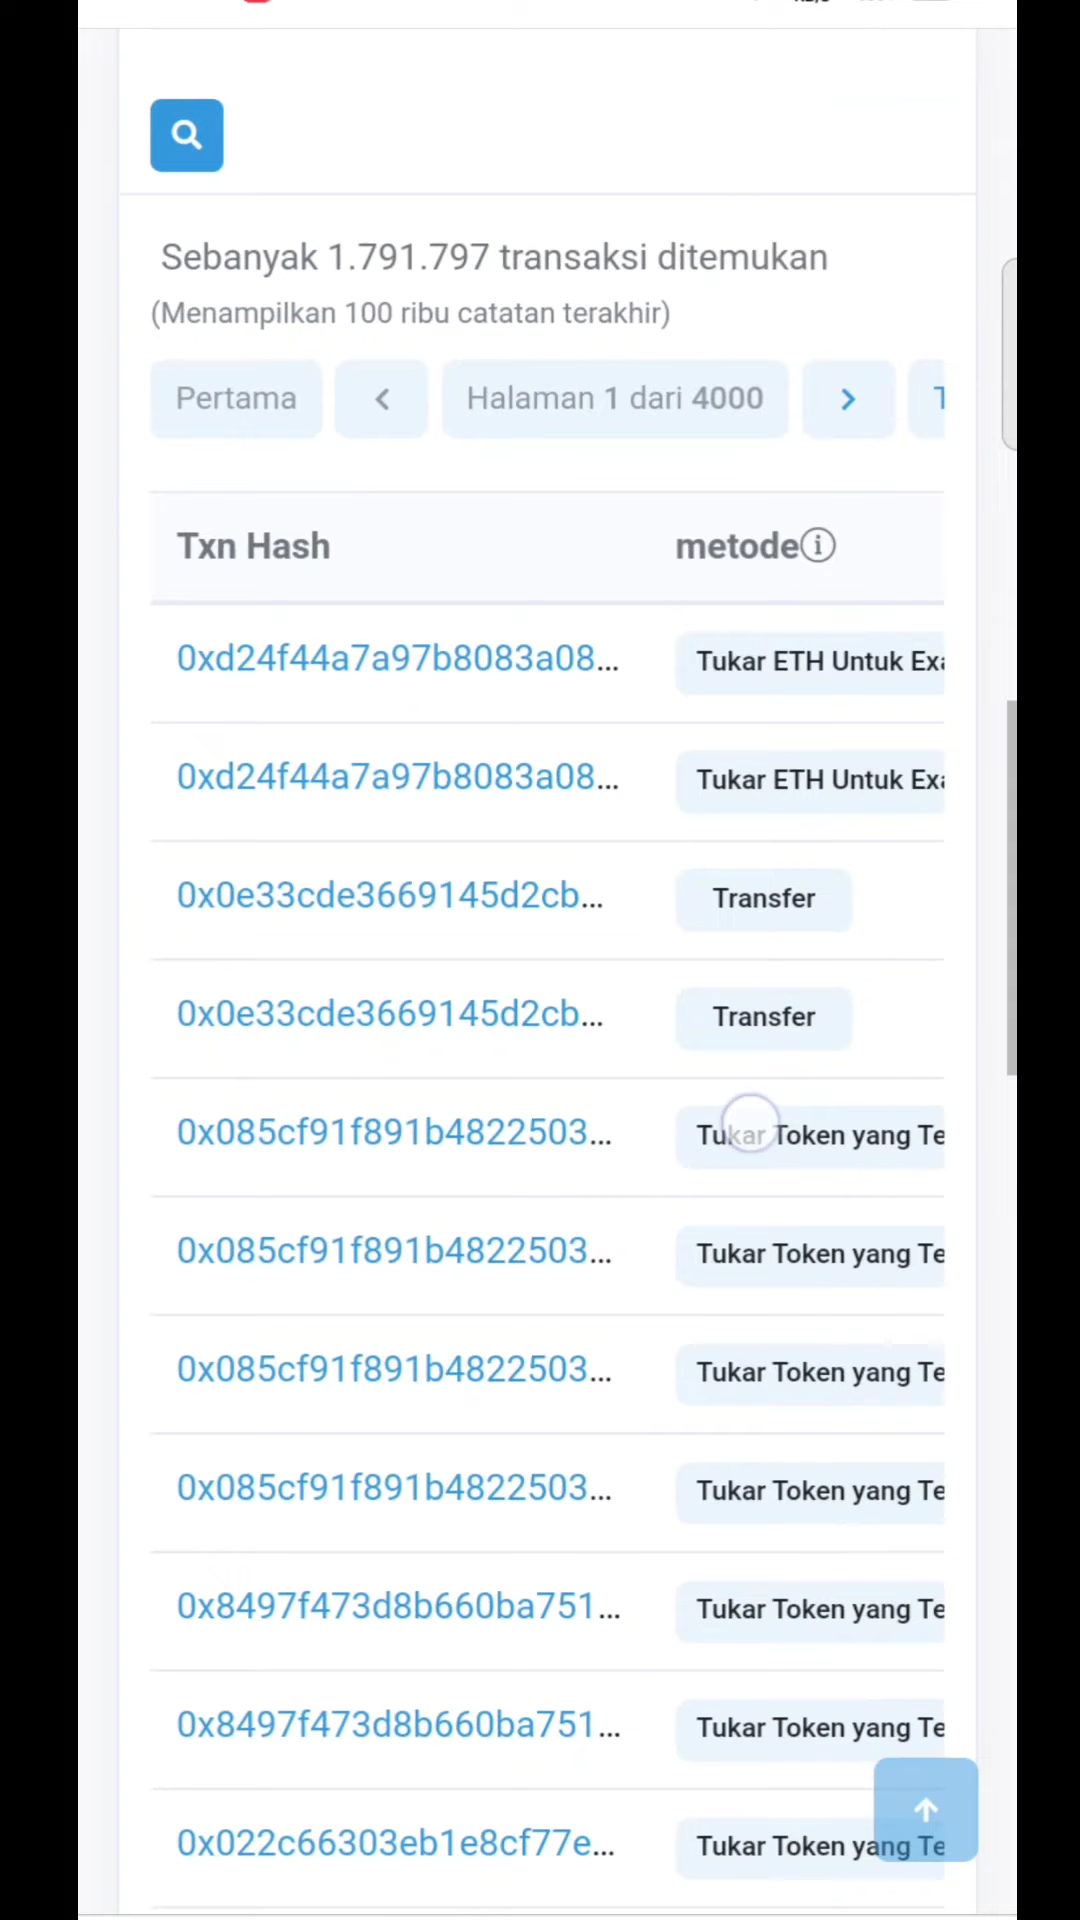 Sebanyak 1.791.797 transaksi ditemukan
(Menampilkan 100 ribu catatan terakhir)
Pertama < Halaman 1 dari 4000 >
Txn Hash metode
0xd24f44a7a97b8083a08... Tukar ETH Untuk Exa
0xd24f44a7a97b8083a08... Tukar ETH Untuk Exa
0x0e33cde3669145d2cb... Transfer
0x0e33cde3669145d2cb... Transfer
0x085cf91f891b4822503... Tukar Token yang Te
0x085cf91f891b4822503... Tukar Token yang Te
0x085cf91f891b4822503... Tukar Token yang Te
0x085cf91f891b4822503... Tukar Token yang Te
0x8497f473d8b660ba751... Tukar Token yang Te
0x8497f473d8b660ba751... Tukar Token yang Te
0x022c66303eb1e8cf77e... Tukar Token yang Te